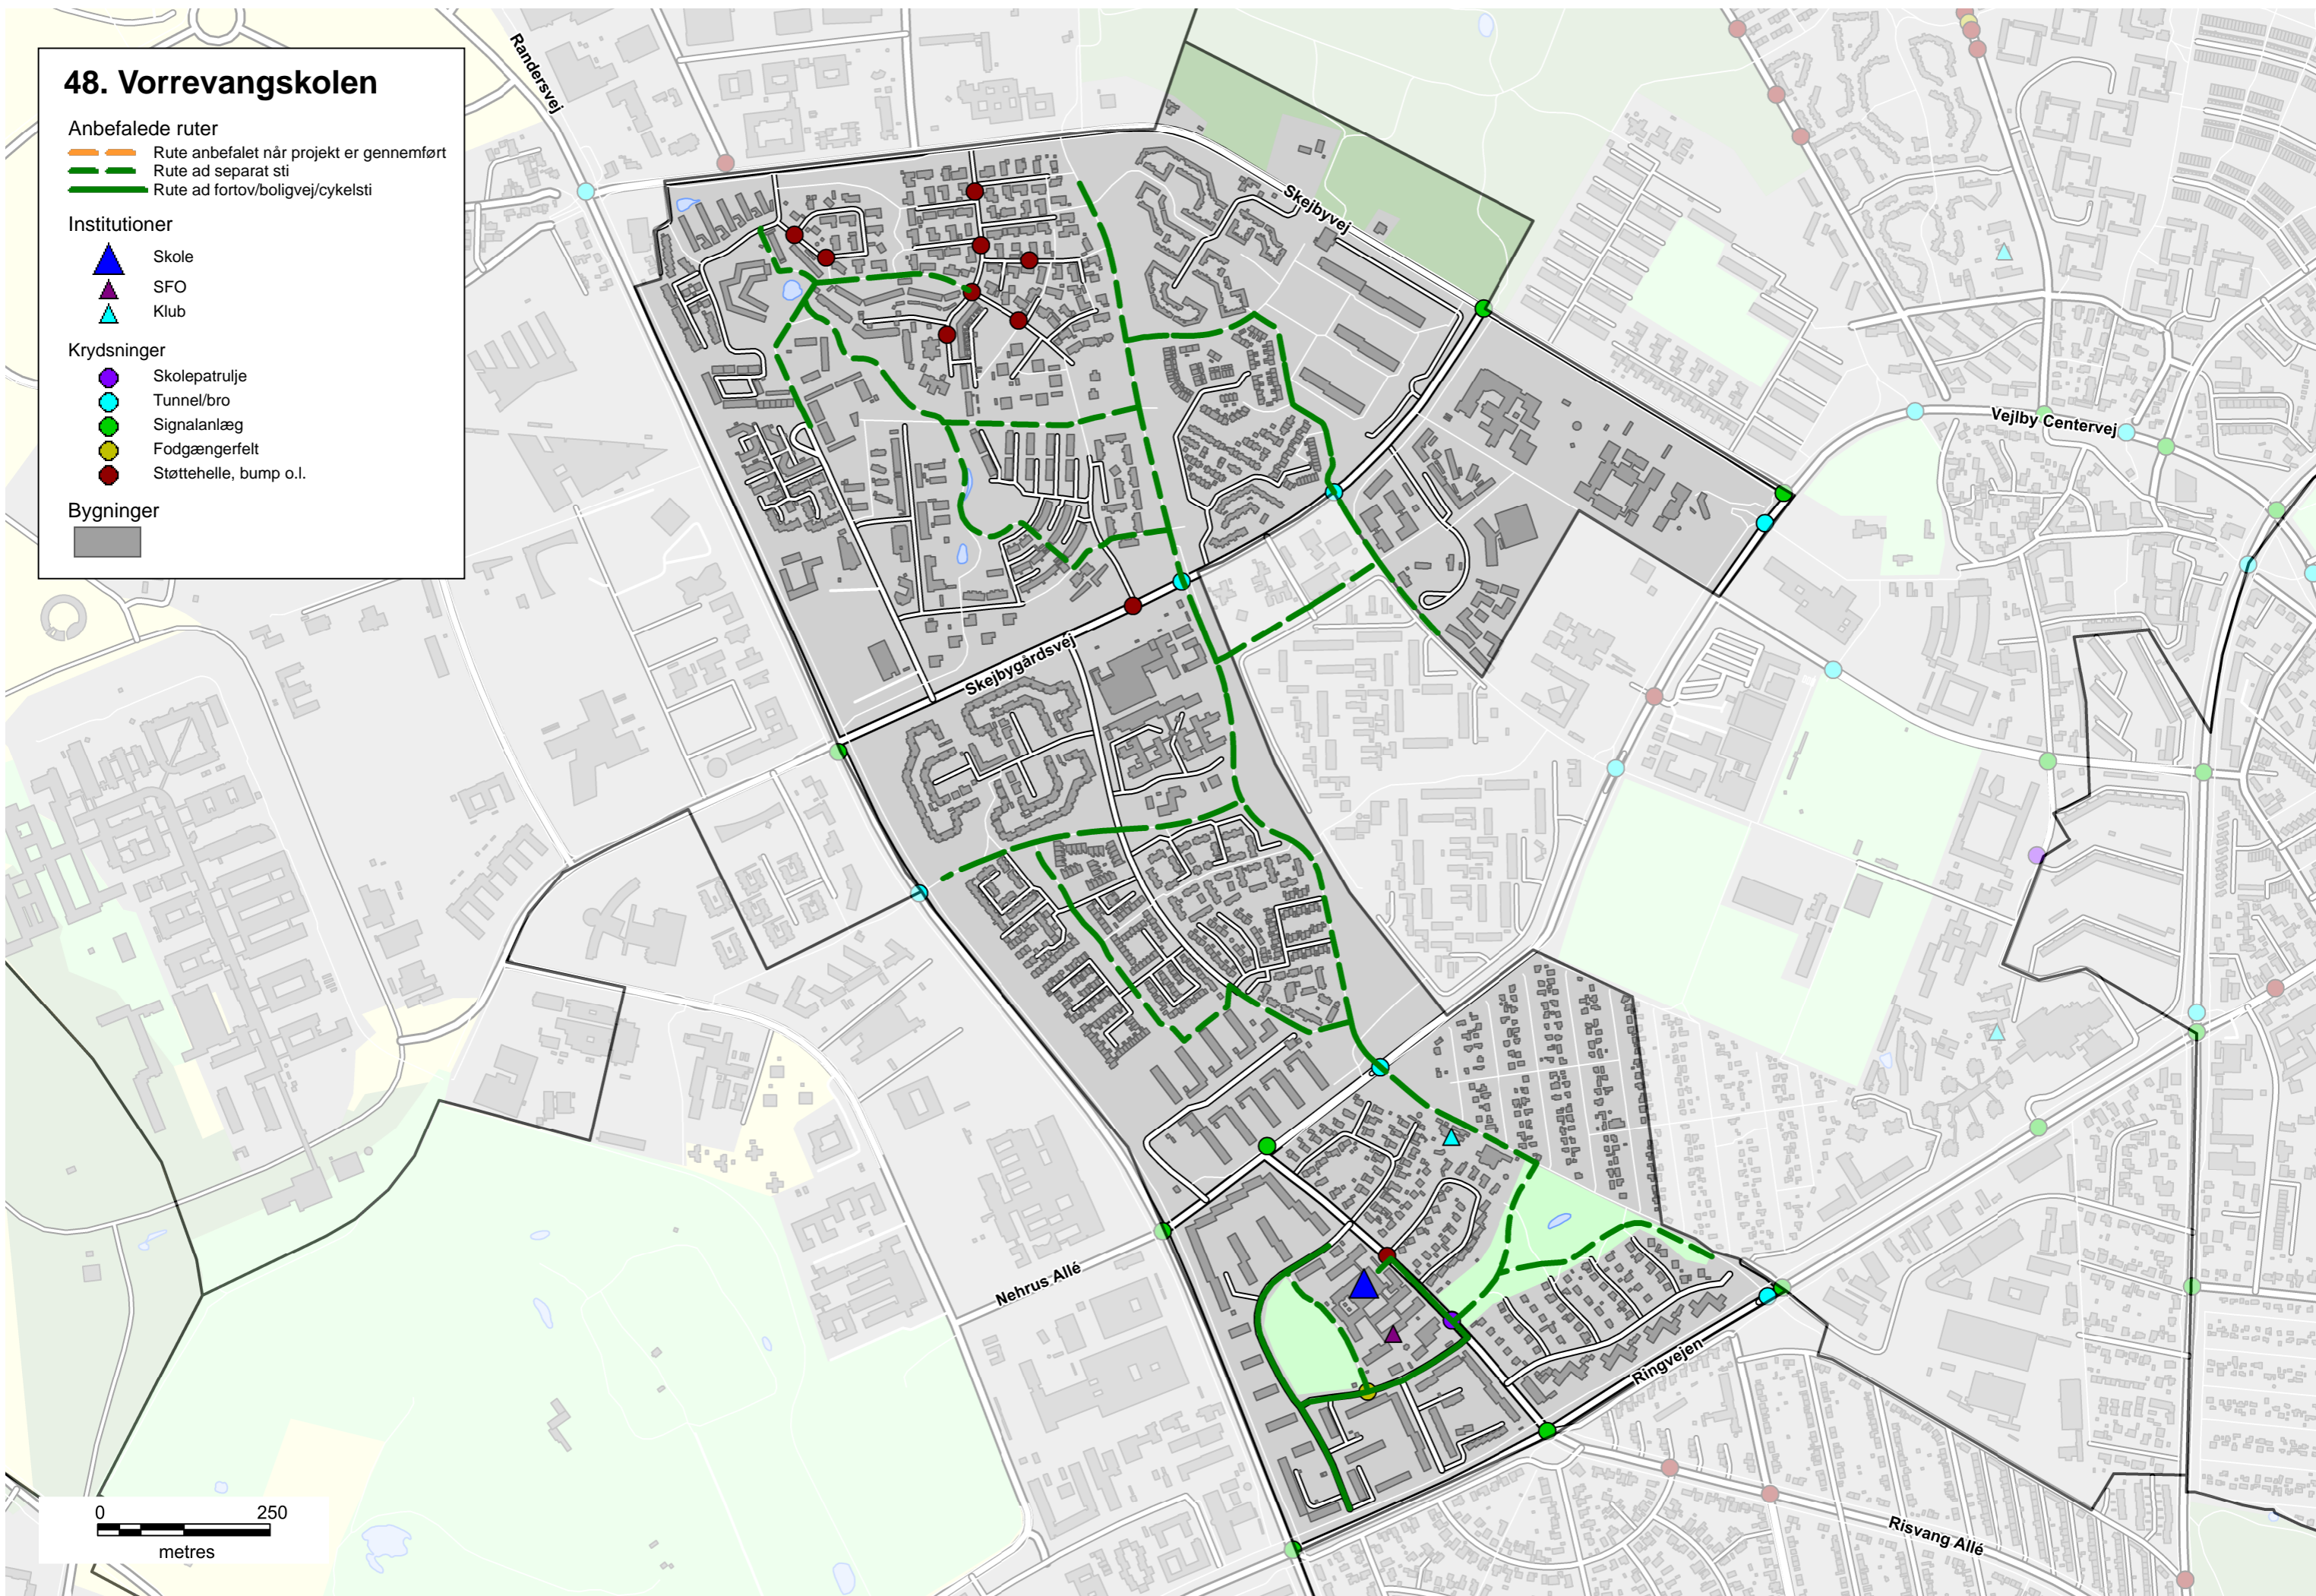 48. Vorrevangskolen
Anbefalede ruter
Rute anbefalet når projekt er gennemført
Rute ad separat sti
Rute ad fortov/boligvej/cykelsti
Institutioner
Skole
SFO
Klub
Krydsninger
Skolepatrulje
Tunnel/bro
Signalanlæg
Fodgængerfelt
Støttehelle, bump o.l.
Bygninger
Randersvej
Skejbyvej
Vejlby Centervej
Skejbygårdsvej
Nehrus Allé
Ringvejen
Risvang Allé
0 250
metres